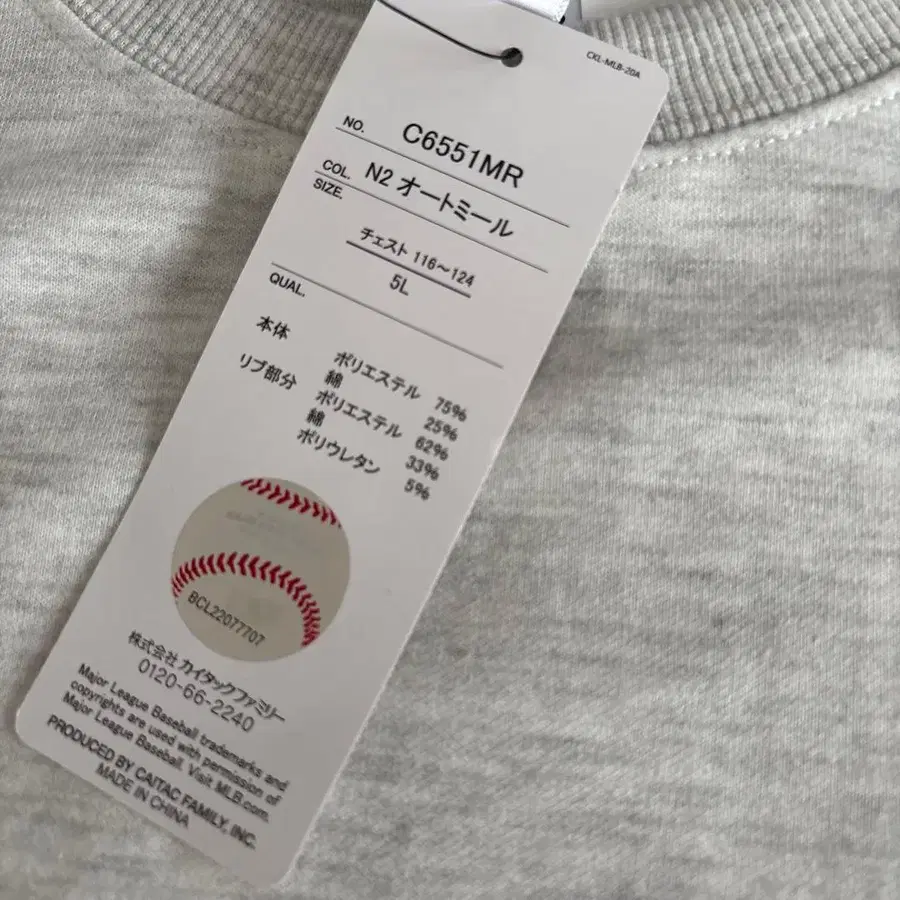 CKL-MLB-20A
NO. C6551MR
COL. N2 オートミール
SIZE.
チェスト 116～124
5L
QUAL.
本体 ポリエステル 75%
綿 25%
リブ部分 ポリエステル 62%
綿 33%
ポリウレタン 5%
BCL22077707
株式会社 カイタックファミリー
0120-66-2240
Major League Baseball trademarks and
copyrights are used with permission of
Major League Baseball. Visit MLB.com.
PRODUCED BY CAITAC FAMILY, INC.
MADE IN CHINA